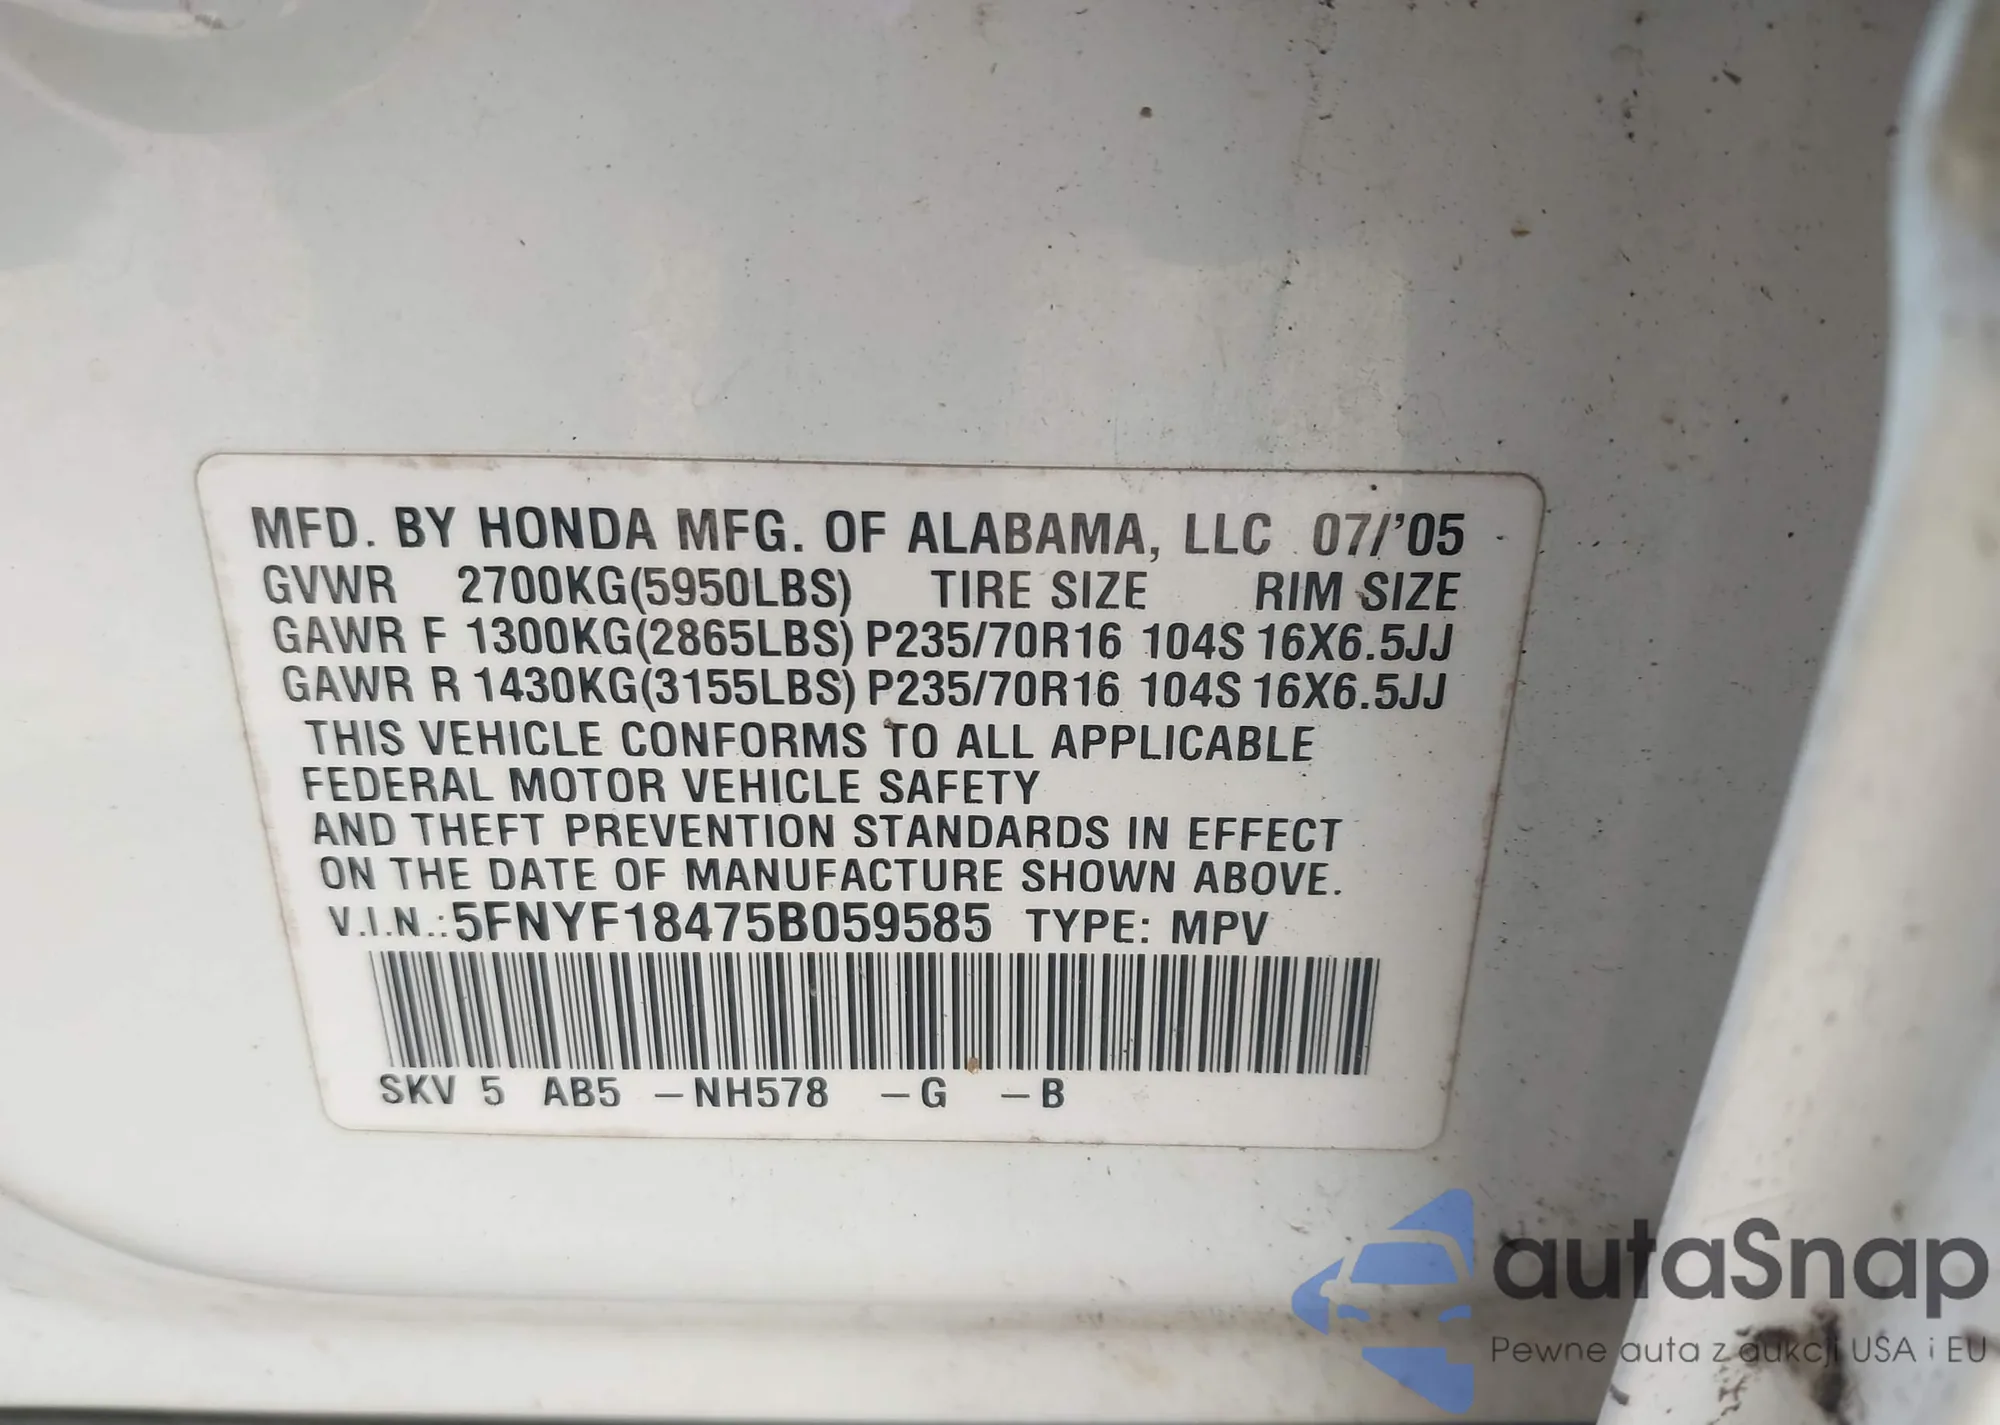 MFD. BY HONDA MFG. OF ALABAMA, LLC 07/'05
GVWR 2700KG(5950LBS) TIRE SIZE RIM SIZE
GAWR F 1300KG(2865LBS) P235/70R16 104S 16X6.5JJ
GAWR R 1430KG(3155LBS) P235/70R16 104S 16X6.5JJ
THIS VEHICLE CONFORMS TO ALL APPLICABLE
FEDERAL MOTOR VEHICLE SAFETY
AND THEFT PREVENTION STANDARDS IN EFFECT
ON THE DATE OF MANUFACTURE SHOWN ABOVE.
V.I.N.: 5FNYF18475B059585 TYPE: MPV
SKV 5 AB5 –NH578 –G –B
autaSnap
Pewne auta z aukcji USA i EU